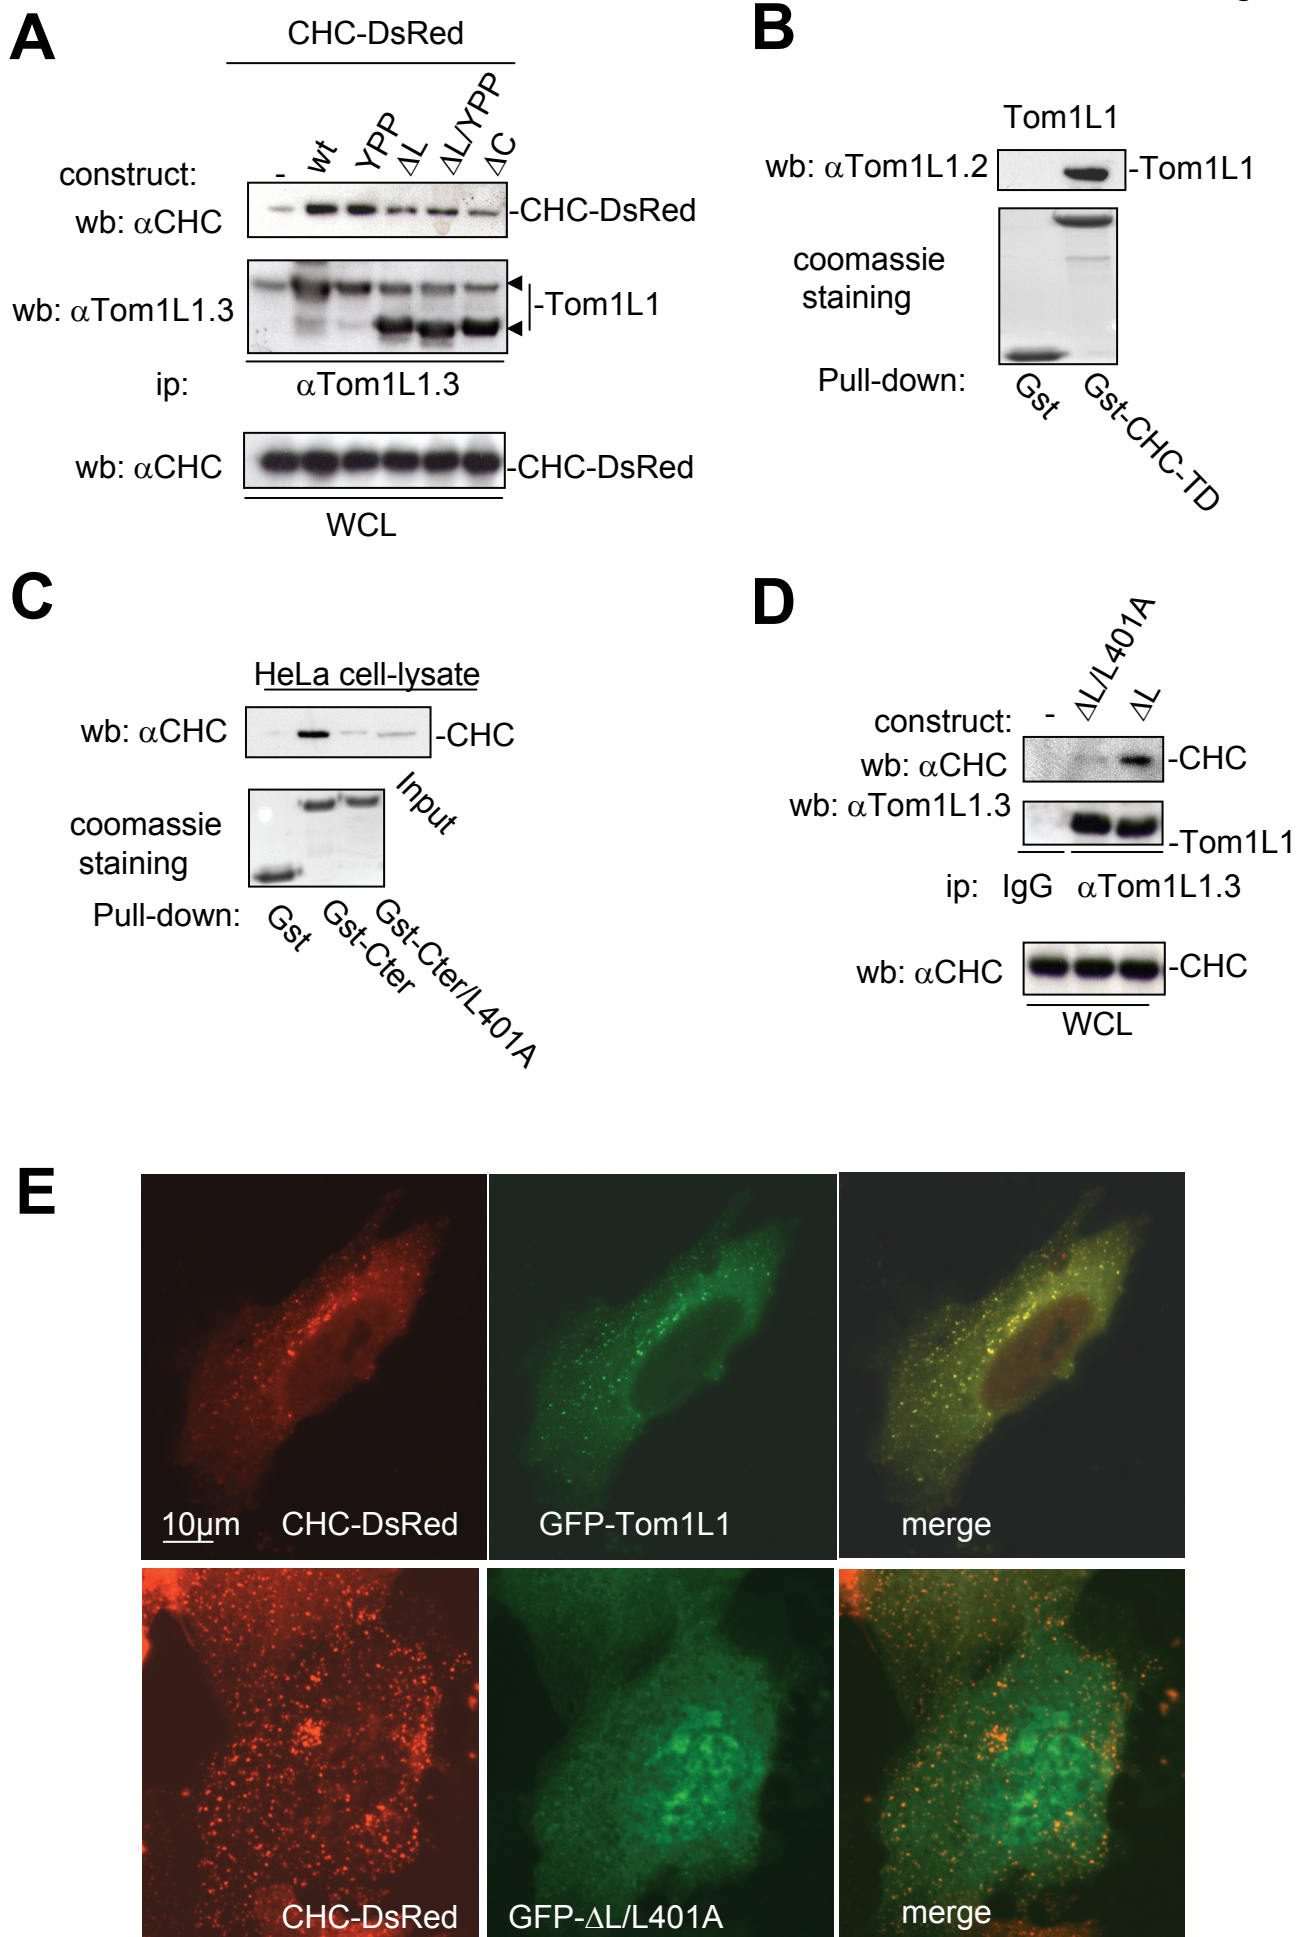 A
CHC-DsRed
construct:
-
wt
YPP
ΔL
ΔL/YPP
ΔC
wb: αCHC
-CHC-DsRed
wb: αTom1L1.3
-Tom1L1
ip:
αTom1L1.3
wb: αCHC
-CHC-DsRed
WCL
B
Tom1L1
wb: αTom1L1.2
-Tom1L1
coomassie
staining
Pull-down:
Gst
Gst-CHC-TD
C
HeLa cell-lysate
wb: αCHC
-CHC
Input
coomassie
staining
Pull-down:
Gst
Gst-Cter
Gst-Cter/L401A
D
construct:
-
ΔL/L401A
ΔL
wb: αCHC
-CHC
wb: αTom1L1.3
-Tom1L1
ip:
IgG
αTom1L1.3
wb: αCHC
-CHC
WCL
E
10μm
CHC-DsRed
GFP-Tom1L1
merge
CHC-DsRed
GFP-ΔL/L401A
merge